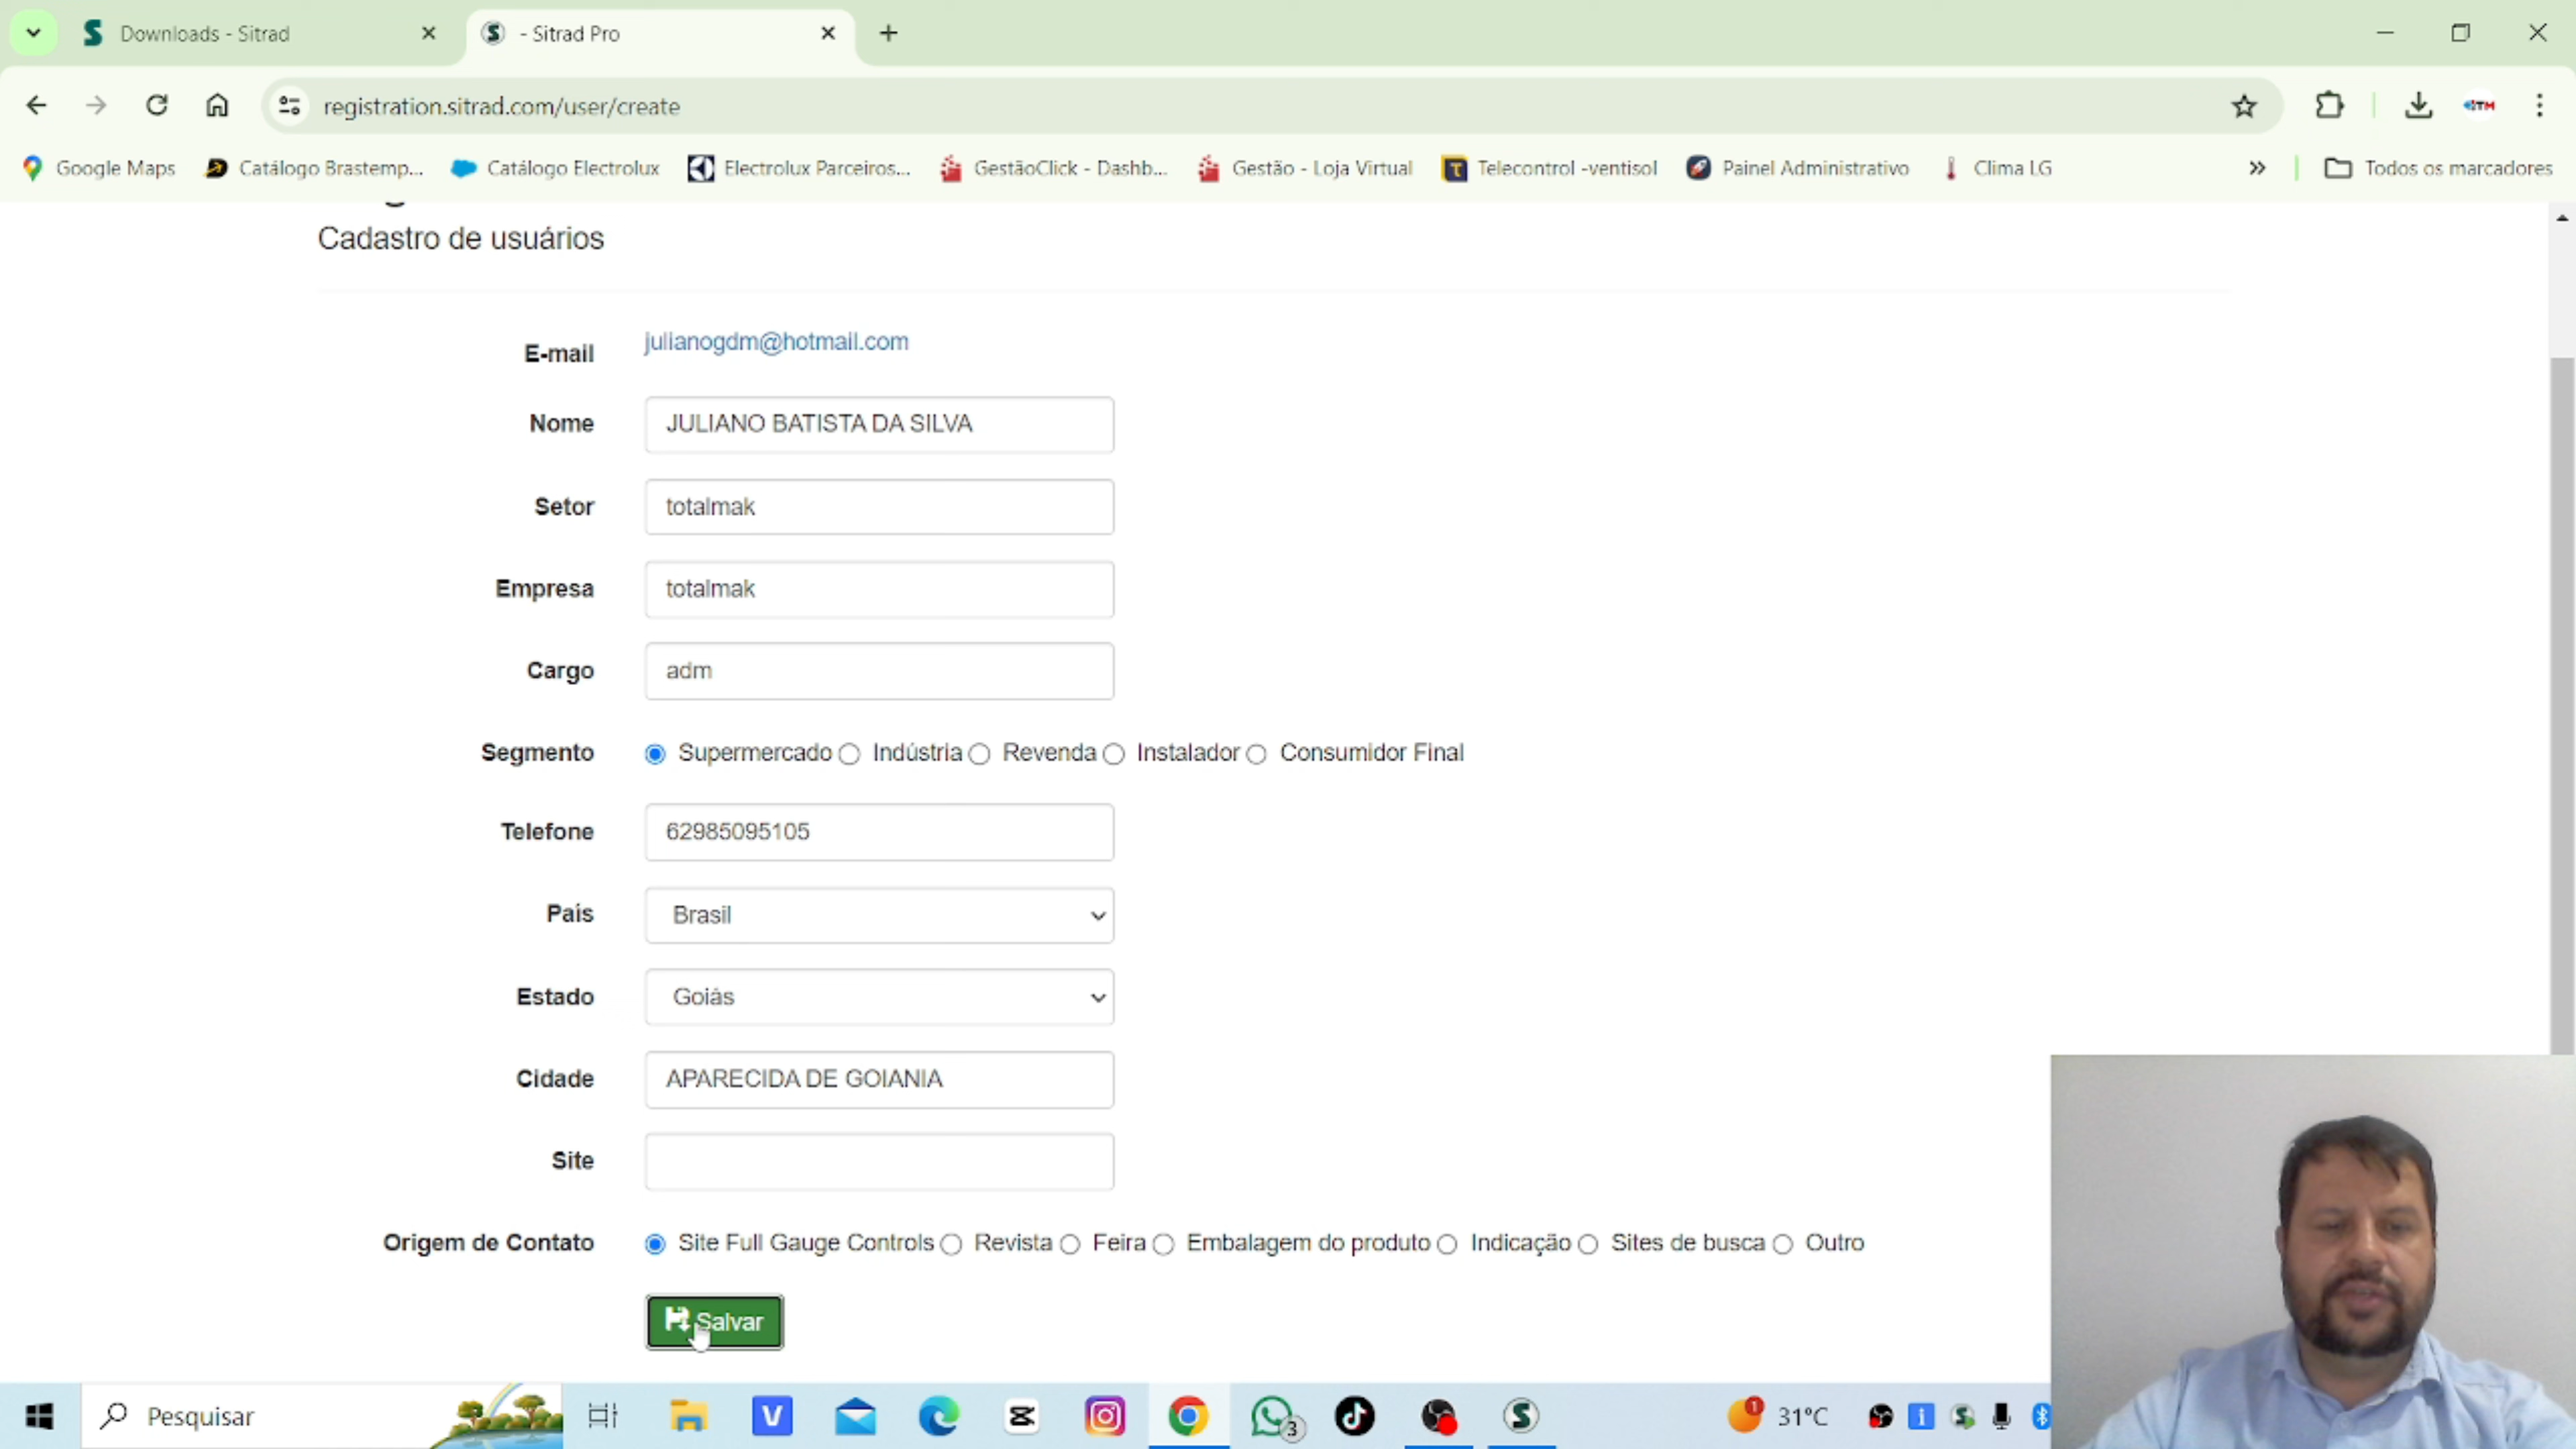 Downloads - Sitrad
- Sitrad Pro
registration.sitrad.com/user/create
Google Maps
Catálogo Brastemp...
Catálogo Electrolux
Electrolux Parceiros...
GestãoClick - Dashb...
Gestão - Loja Virtual
Telecontrol -ventisol
Painel Administrativo
Clima LG
Todos os marcadores
Cadastro de usuários
E-mail julianogdm@hotmail.com
Nome JULIANO BATISTA DA SILVA
Setor totalmak
Empresa totalmak
Cargo adm
Segmento Supermercado Indústria Revenda Instalador Consumidor Final
Telefone 62985095105
País Brasil
Estado Goiás
Cidade APARECIDA DE GOIANIA
Site
Origem de Contato Site Full Gauge Controls Revista Feira Embalagem do produto Indicação Sites de busca Outro
Salvar
Pesquisar
3
1
31°C